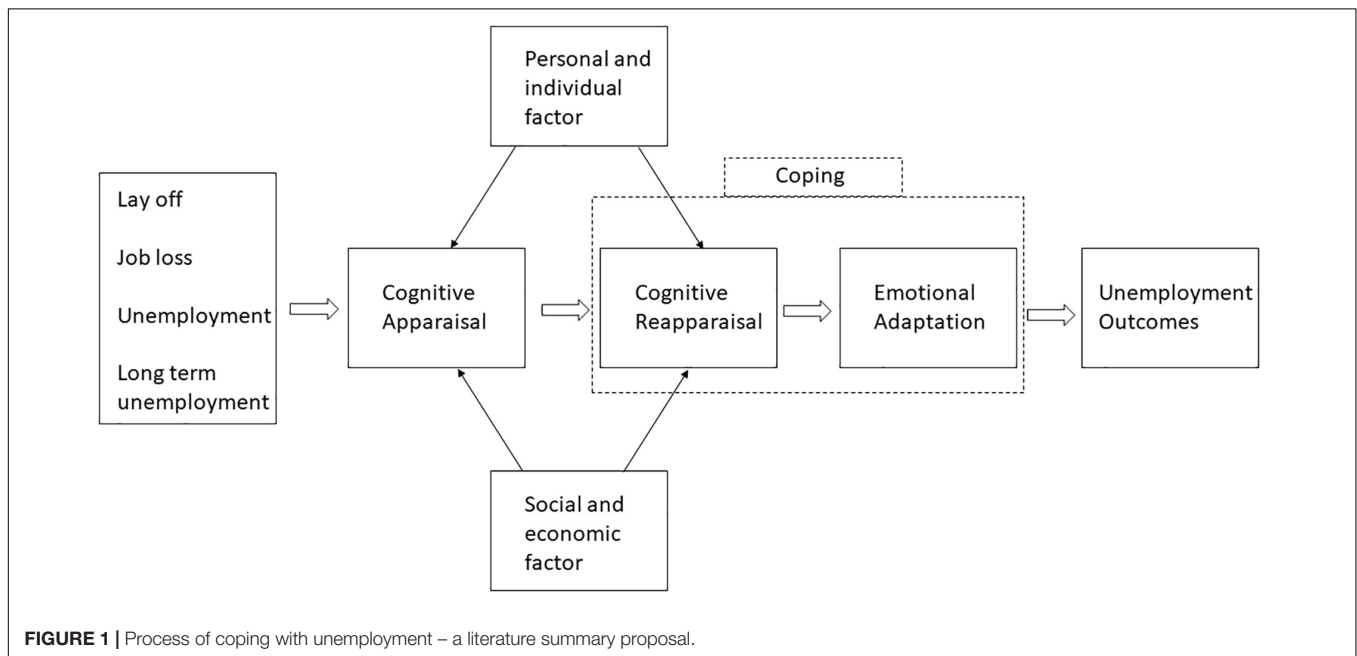 Personal and
individual
factor
Coping
Lay off
Job loss
Unemployment
Long term
unemployment
Cognitive
Apparaisal
Cognitive
Reapparaisal
Emotional
Adaptation
Unemployment
Outcomes
Social and
economic
factor
FIGURE 1 | Process of coping with unemployment – a literature summary proposal.